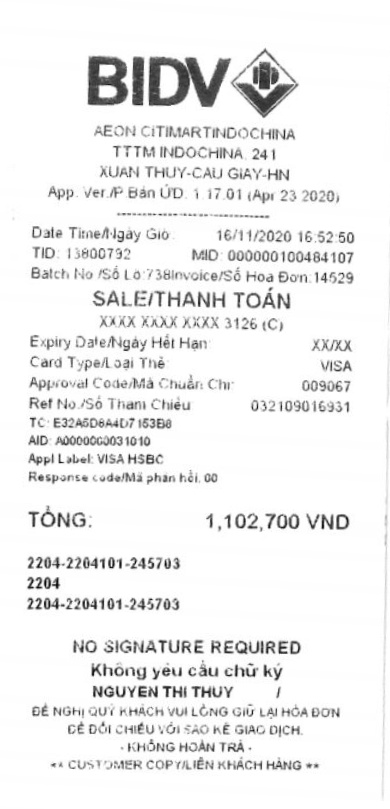 BIDV
AEON CITIMARTINDOCHINA
TTTM INDOCHINA. 241
XUAN THUY-CAU GIAY-HN
App. Ver./P.Bản ƯD. 1.17.01 (Apr 23 2020)
Date Time/Ngày Giờ: 16/11/2020 16:52:50
TID: 13800792 MID: 000000100484107
Batch No./Số Lô:738Invoice/Số Hoa Đơn:14529
SALE/THANH TOÁN
XXXX XXXX XXXX 3126 (C)
Expiry Date/Ngày Hết Hạn: XX/XX
Card Type/Loại Thẻ: VISA
Approval Code/Mã Chuẩn Chi: 009067
Ref No./Số Tham Chiếu: 032109016931
TC: E32A5D8A4D7153B8
AID: A0000000031010
Appl Label: VISA HSBC
Response code/Mã phản hồi: 00
TỔNG: 1,102,700 VND
2204-2204101-245703
2204
2204-2204101-245703
NO SIGNATURE REQUIRED
Không yêu cầu chữ ký
NGUYEN THI THUY /
ĐỀ NGHỊ QUÝ KHÁCH VUI LÒNG GIỮ LẠI HÓA ĐƠN
ĐỂ ĐỐI CHIẾU VỚI SAO KÊ GIAO DỊCH.
- KHÔNG HOÀN TRẢ -
** CUSTOMER COPY/LIÊN KHÁCH HÀNG **